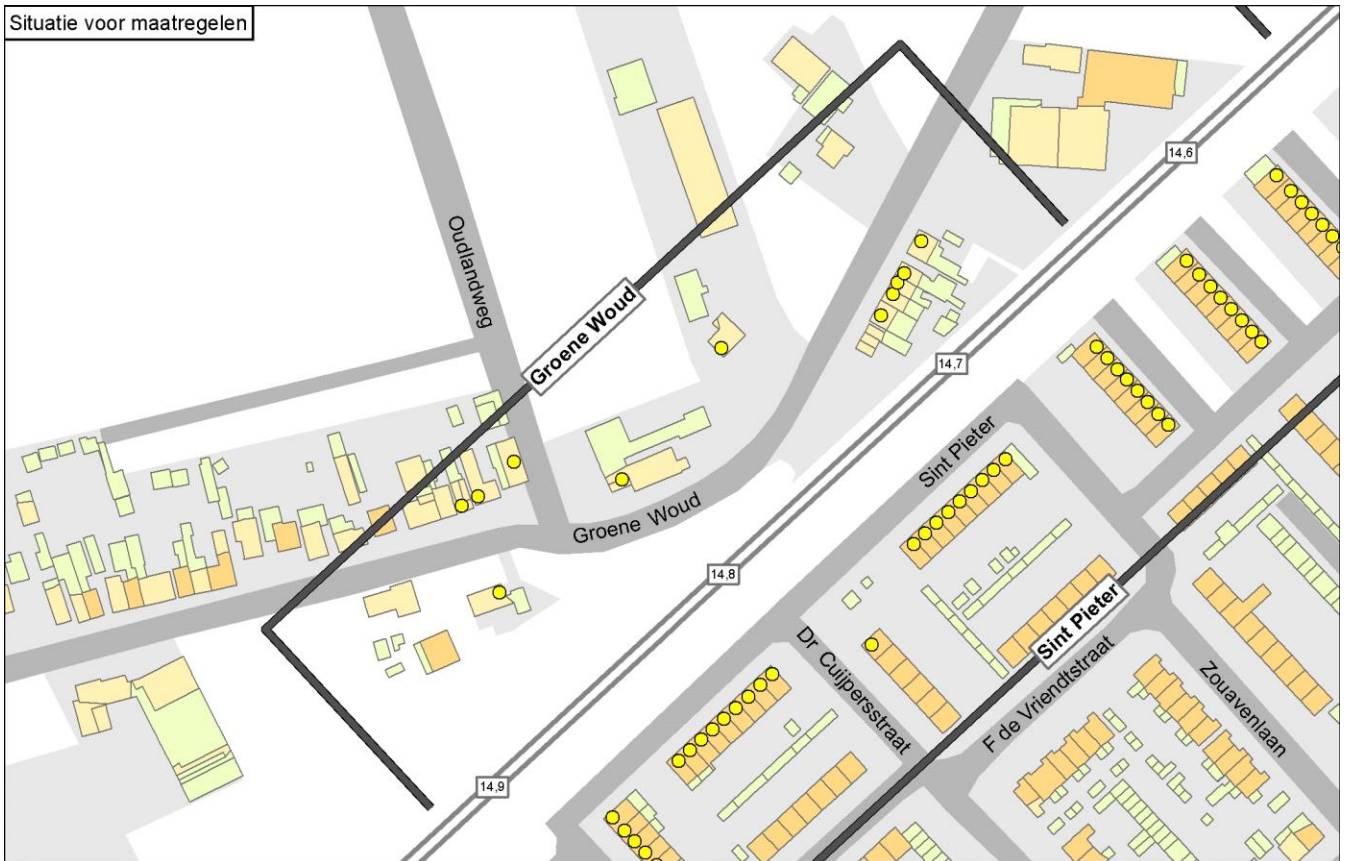 Situatie voor maatregelen
14,6
Oudlandweg
Groene Woud
14,7
Sint Pieter
Groene Woud
14,8
Sint Pieter
Dr Cuijpersstraat
F de Vriendtstraat
Zouavenlaan
14,9